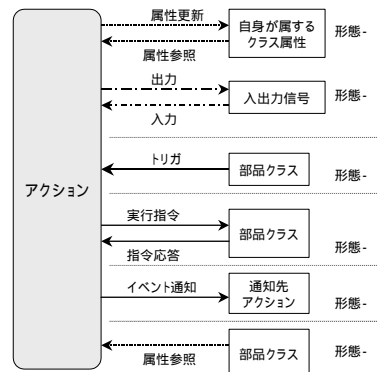 属性更新
自身が属する
クラス属性
形態-
属性参照
出力
入出力信号
形態-
入力
トリガ
部品クラス
形態-
アクション
実行指令
部品クラス
形態-
指令応答
イベント通知
通知先
アクション
形態-
属性参照
部品クラス
形態-